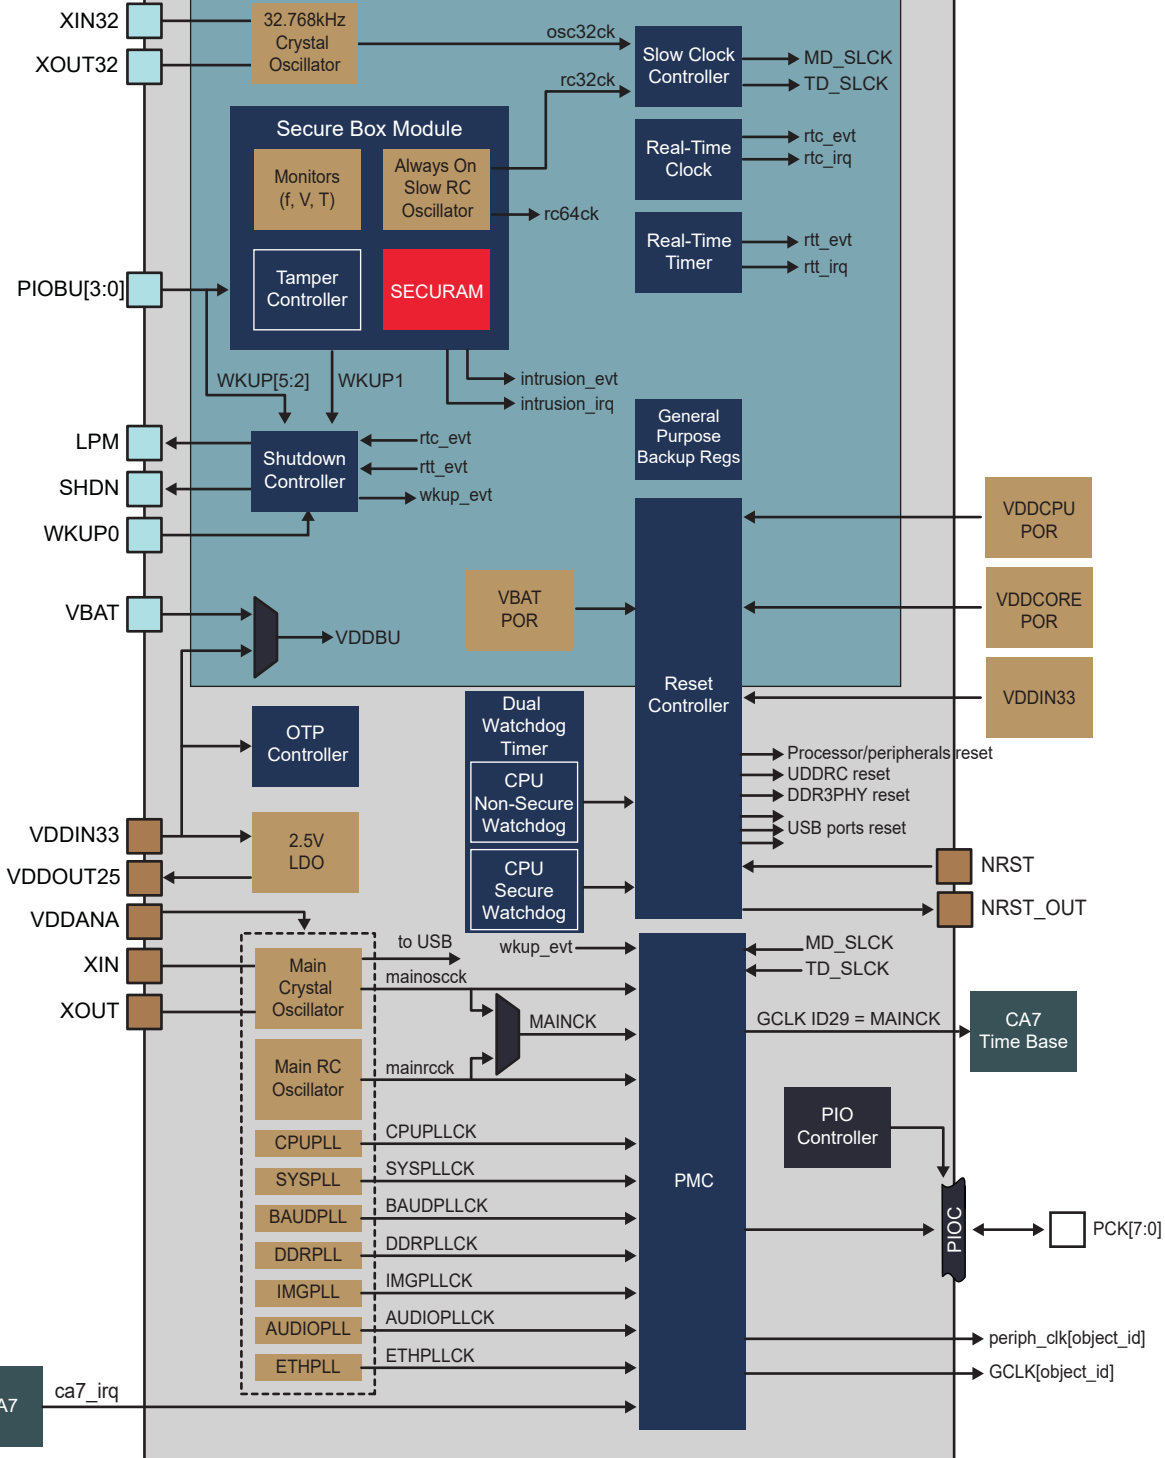 XIN32
XOUT32
32.768kHz
Crystal
Oscillator
osc32ck
rc32ck
Slow Clock
Controller
MD_SLCK
TD_SLCK
Secure Box Module
Monitors
(f, V, T)
Always On
Slow RC
Oscillator
rc64ck
Real-Time
Clock
rtc_evt
rtc_irq
Real-Time
Timer
rtt_evt
rtt_irq
PIOBU[3:0]
Tamper
Controller
SECURAM
WKUP[5:2]
WKUP1
intrusion_evt
intrusion_irq
General
Purpose
Backup Regs
LPM
SHDN
WKUP0
Shutdown
Controller
rtc_evt
rtt_evt
wkup_evt
VDDCPU
POR
VBAT
VDDBU
VBAT
POR
VDDCORE
POR
Reset
Controller
VDDIN33
OTP
Controller
Dual
Watchdog
Timer
CPU
Non-Secure
Watchdog
CPU
Secure
Watchdog
Processor/peripherals reset
UDDRC reset
DDR3PHY reset
USB ports reset
VDDIN33
VDDOUT25
2.5V
LDO
NRST
NRST_OUT
VDDANA
XIN
XOUT
Main
Crystal
Oscillator
to USB
mainoscck
wkup_evt
MD_SLCK
TD_SLCK
MAINCK
GCLK ID29 = MAINCK
CA7
Time Base
Main RC
Oscillator
mainrcck
PIO
Controller
CPUPLL
CPUPLLCK
SYSPLL
SYSPLLCK
PMC
BAUDPLL
BAUDPLLCK
PIOC
PCK[7:0]
DDRPLL
DDRPLLCK
IMGPLL
IMGPLLCK
AUDIOPLL
AUDIOPLLCK
periph_clk[object_id]
ETHPLL
ETHPLLCK
GCLK[object_id]
ca7_irq
A7